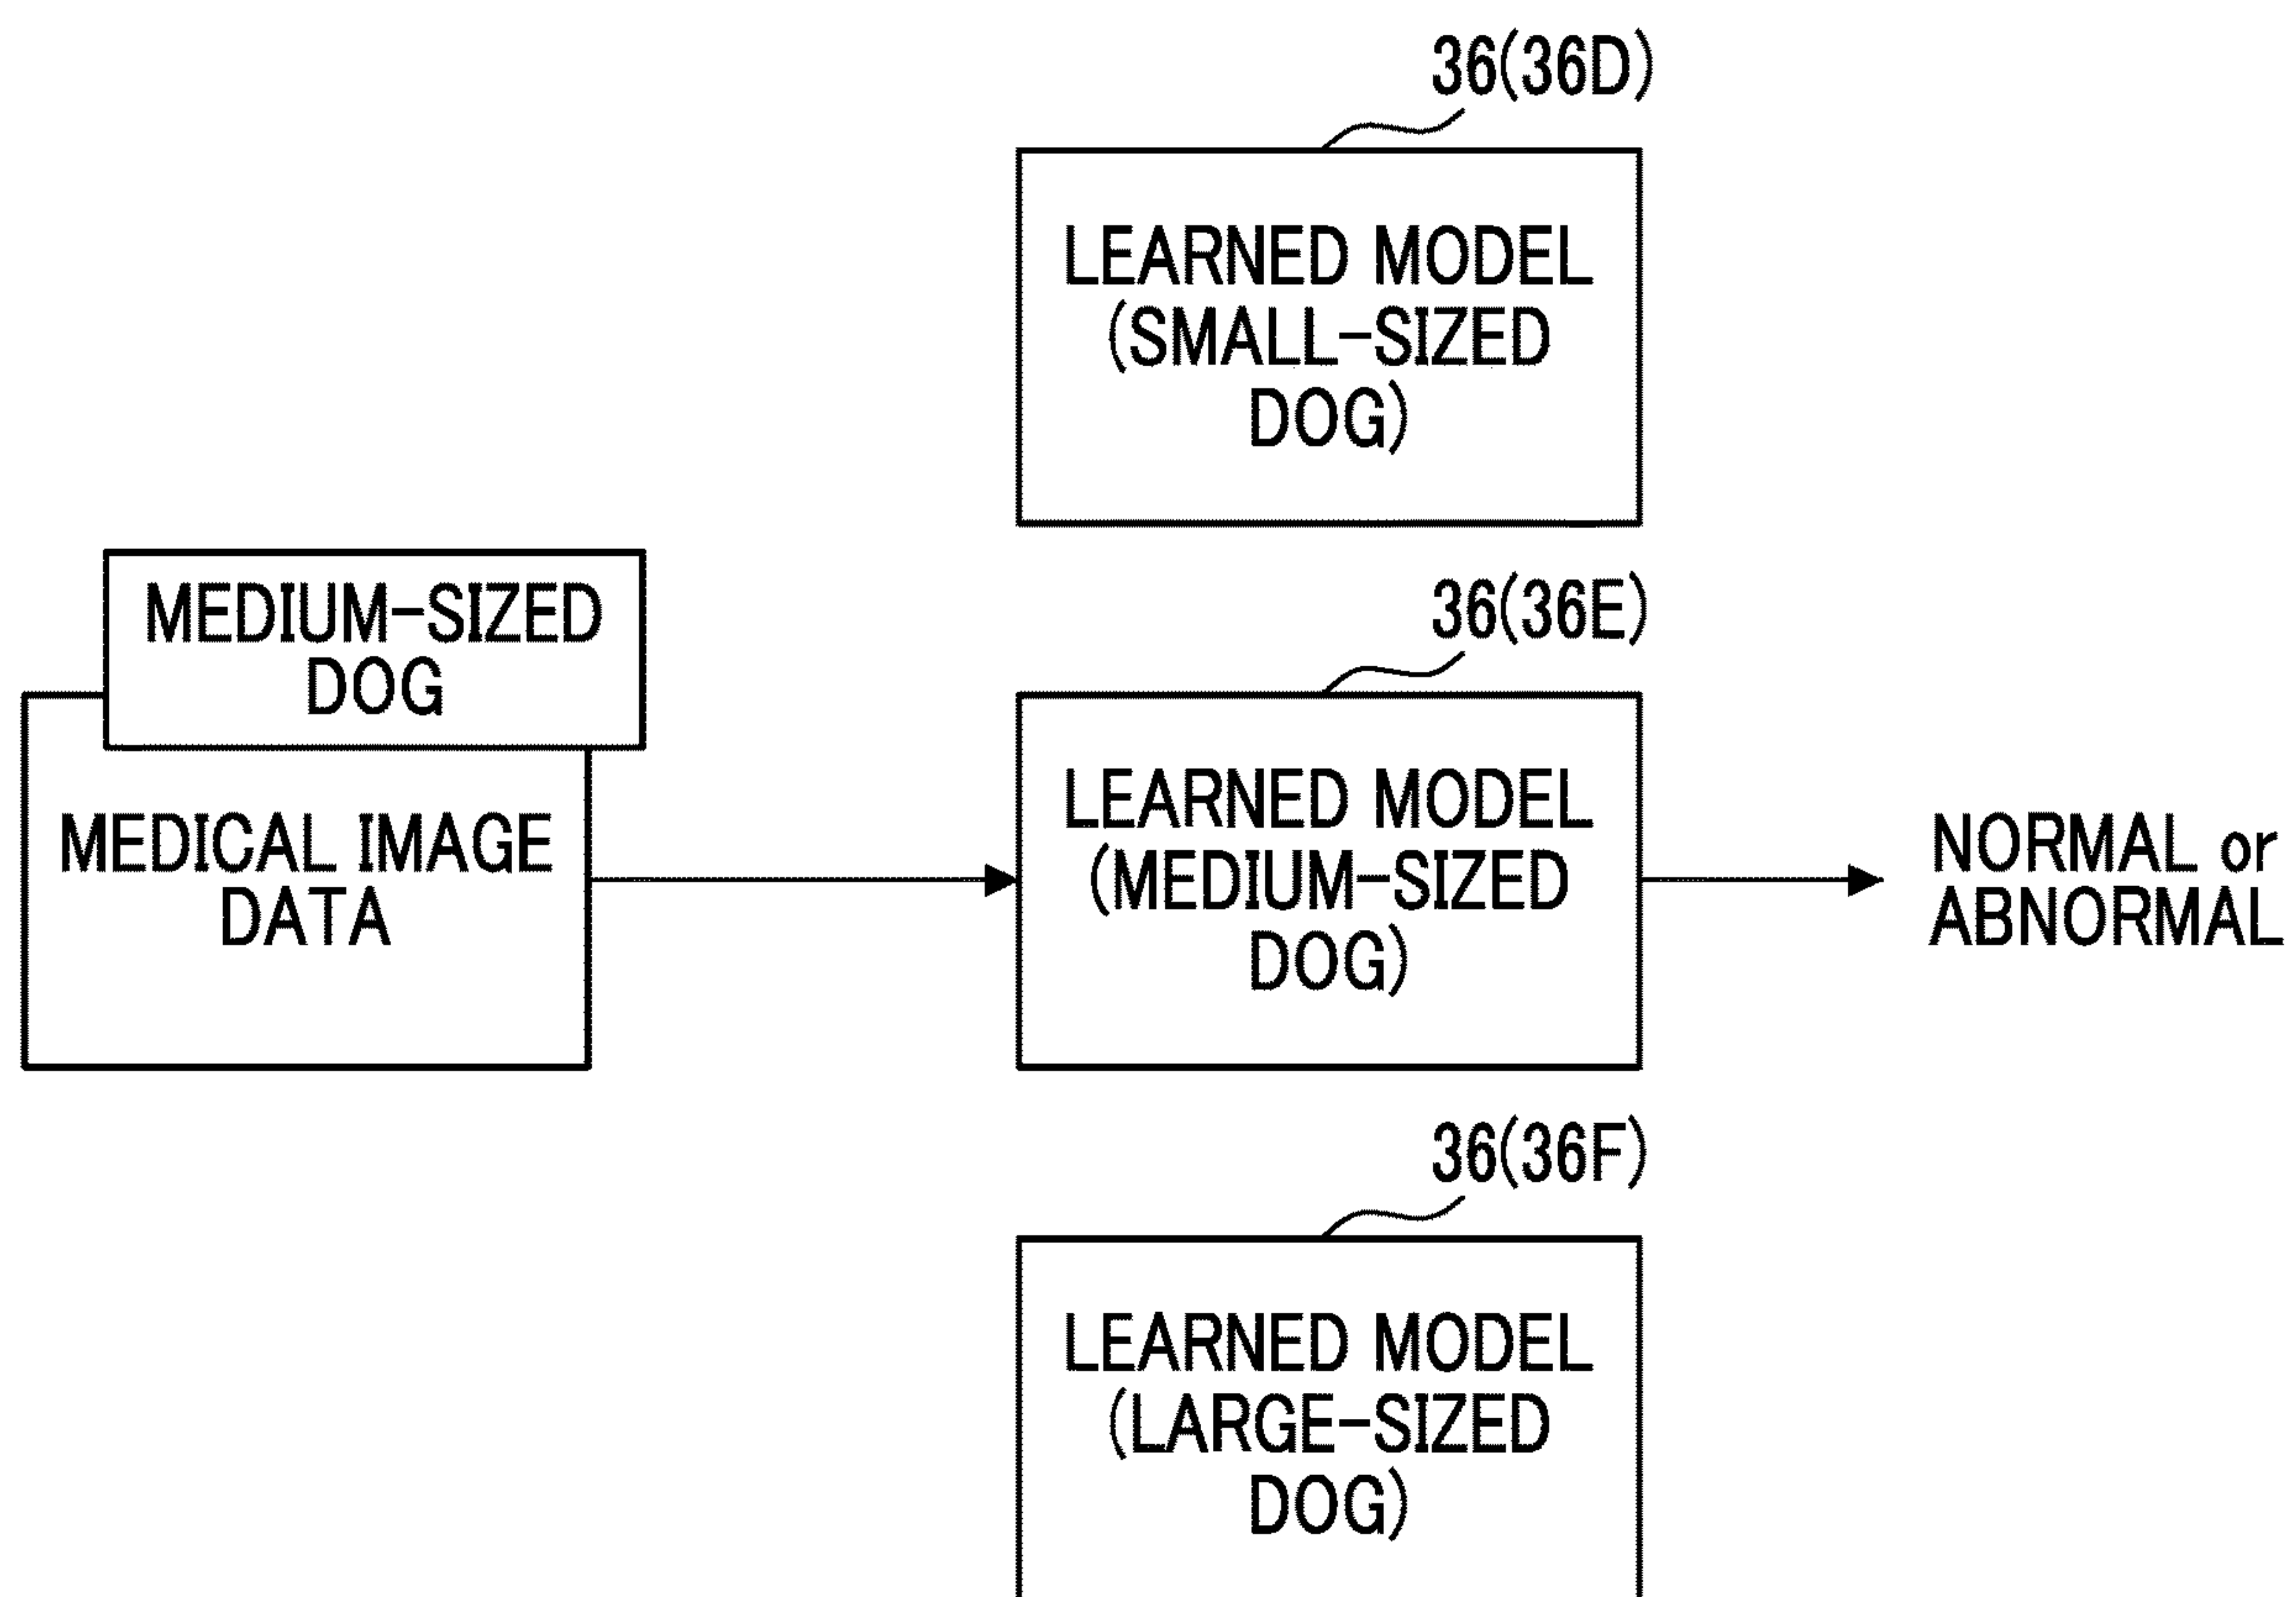 36(36D)
LEARNED MODEL
(SMALL-SIZED
DOG)
MEDIUM-SIZED
DOG
MEDICAL IMAGE
DATA
36(36E)
LEARNED MODEL
(MEDIUM-SIZED
DOG)
NORMAL or
ABNORMAL
36(36F)
LEARNED MODEL
(LARGE-SIZED
DOG)